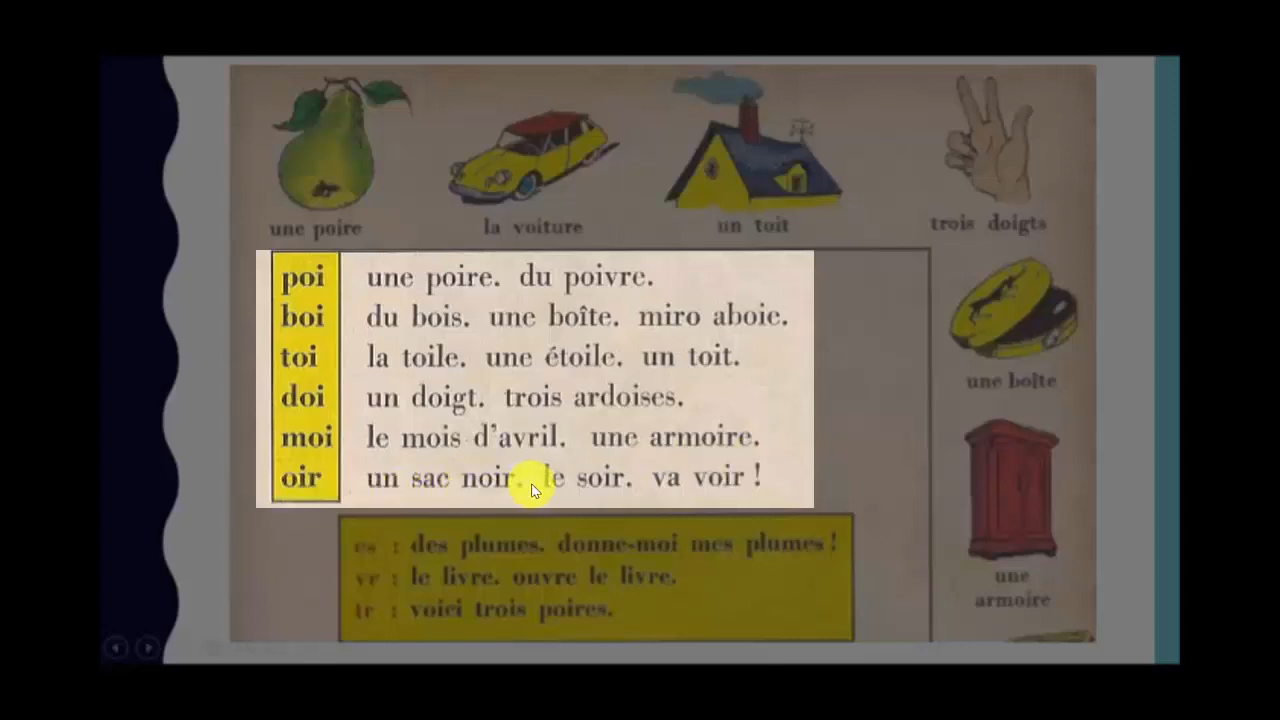 une poire
la voiture
un toit
trois doigts
poi une poire. du poivre.
boi du bois. une boîte. miro aboie.
toi la toile. une étoile. un toit.
doi un doigt. trois ardoises.
moi le mois d'avril. une armoire.
oir un sac noir. le soir. va voir !
une boîte
une
armoire
es : des plumes. donne-moi mes plumes !
vr : le livre. ouvre le livre.
tr : voici trois poires.